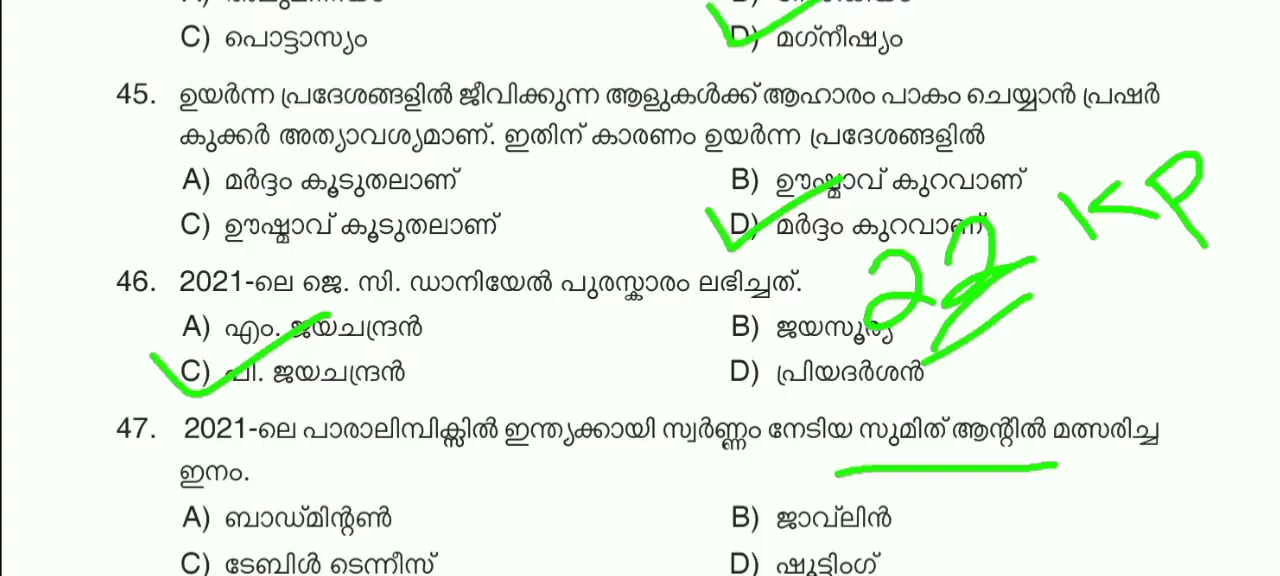 C) പൊട്ടാസ്യം D) മഗ്നീഷ്യം
45. ഉയർന്ന പ്രദേശങ്ങളിൽ ജീവിക്കുന്ന ആളുകൾക്ക് ആഹാരം പാകം ചെയ്യാൻ പ്രഷർ
കുക്കർ അത്യാവശ്യമാണ്. ഇതിന് കാരണം ഉയർന്ന പ്രദേശങ്ങളിൽ
A) മർദ്ദം കൂടുതലാണ് B) ഊഷ്മാവ് കുറവാണ്
C) ഊഷ്മാവ് കൂടുതലാണ് D) മർദ്ദം കുറവാണ്
22 KP
46. 2021-ലെ ജെ. സി. ഡാനിയേൽ പുരസ്കാരം ലഭിച്ചത്.
A) എം. ജയചന്ദ്രൻ B) ജയസൂര്യ
C) പി. ജയചന്ദ്രൻ D) പ്രിയദർശൻ
47. 2021-ലെ പാരാലിമ്പിക്സിൽ ഇന്ത്യക്കായി സ്വർണ്ണം നേടിയ സുമിത് ആന്റിൽ മത്സരിച്ച
ഇനം.
A) ബാഡ്മിന്റൺ B) ജാവ്‌ലിൻ
C) ടേബിൾ ടെന്നീസ് D) ഷൂട്ടിംഗ്